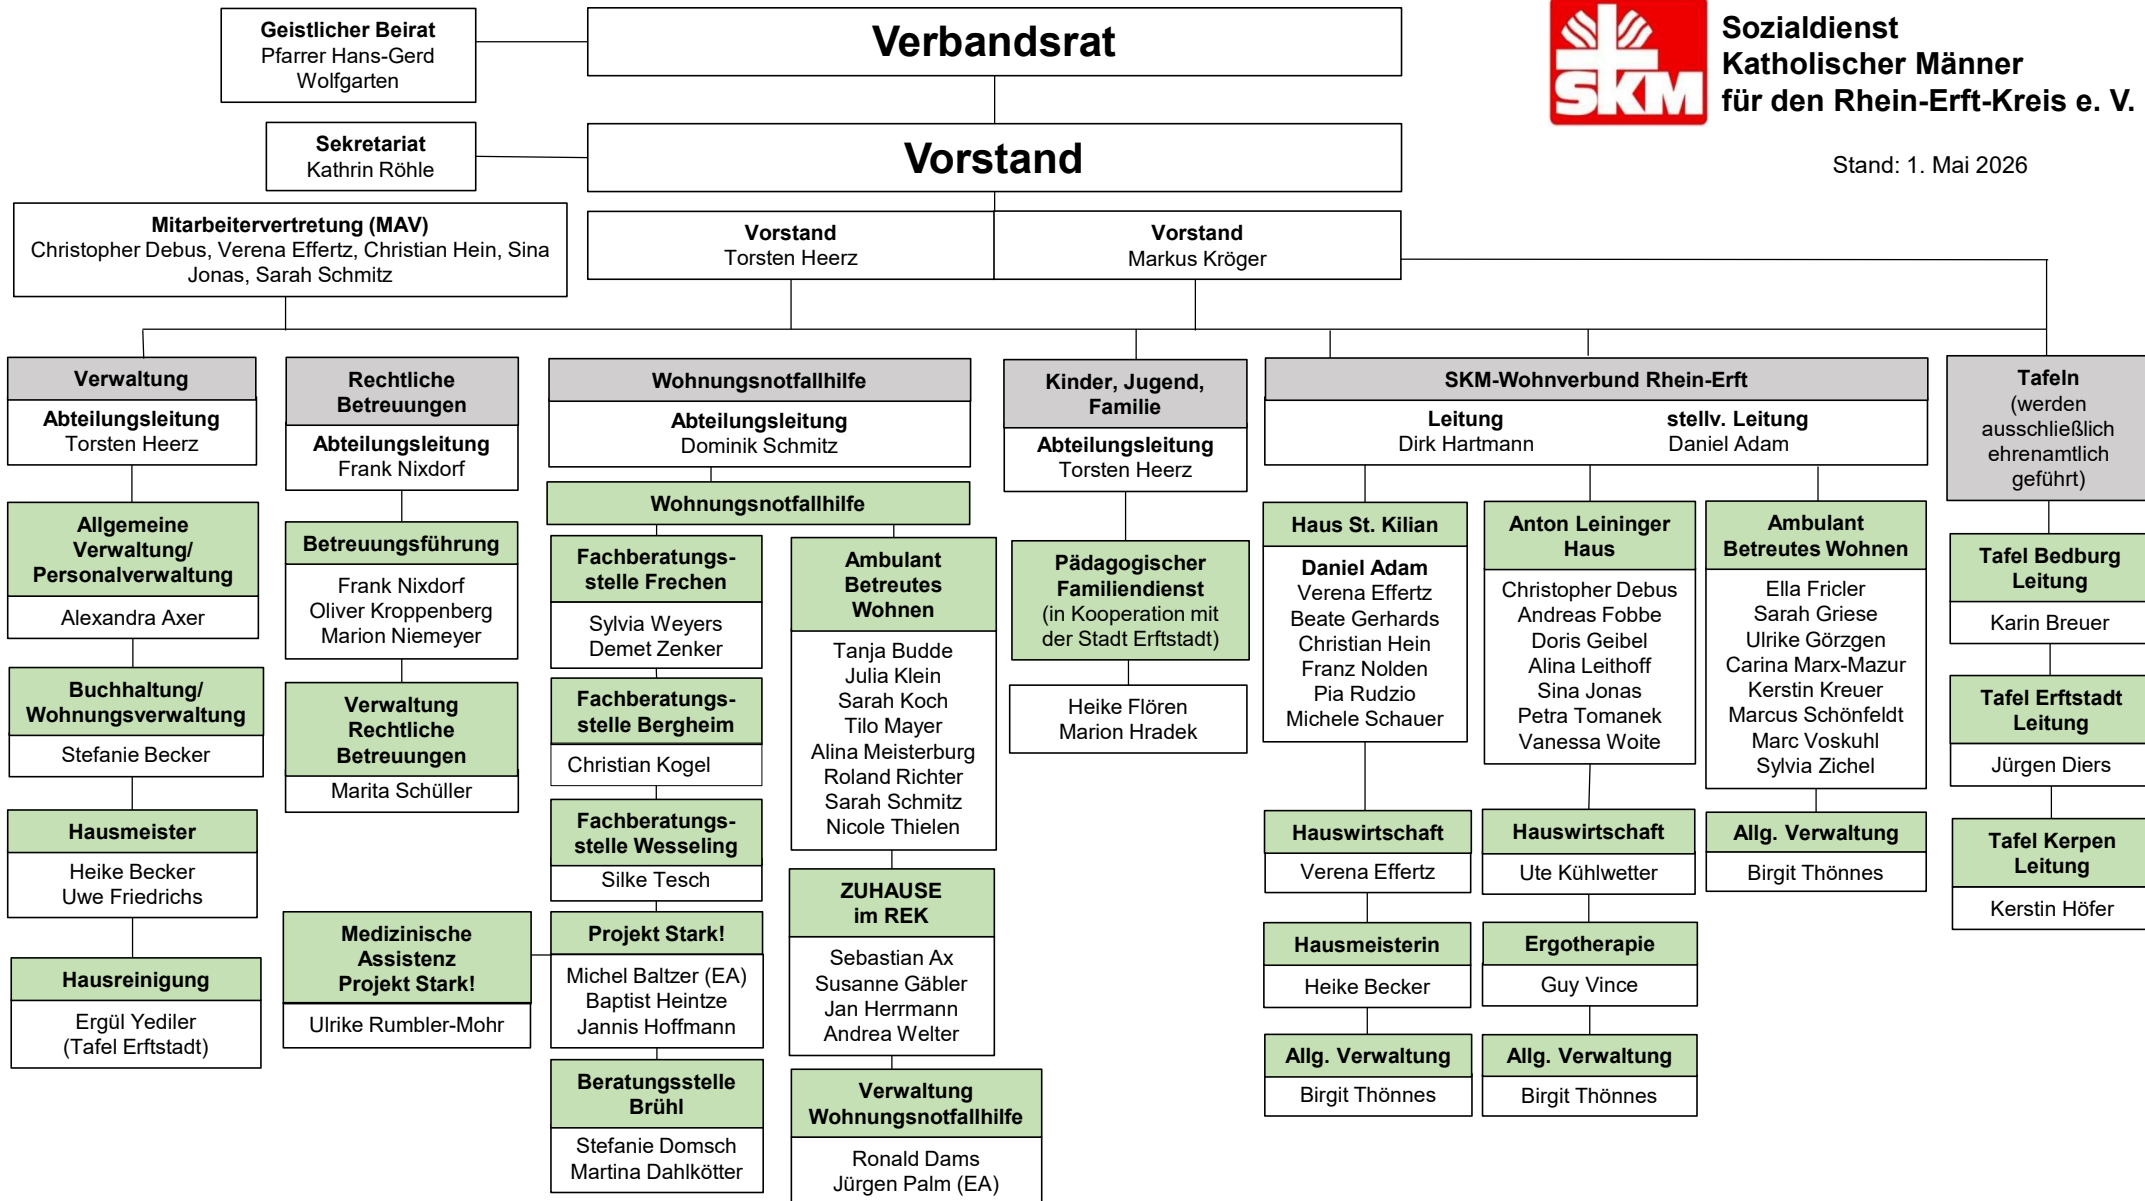 Geistlicher Beirat
Pfarrer Hans-Gerd
Wolfgarten
Verbandsrat
SKM
Sozialdienst
Katholischer Männer
für den Rhein-Erft-Kreis e. V.
Sekretariat
Kathrin Röhle
Vorstand
Stand: 1. Mai 2026
Mitarbeitervertretung (MAV)
Christopher Debus, Verena Effertz, Christian Hein, Sina
Jonas, Sarah Schmitz
Vorstand
Torsten Heerz
Vorstand
Markus Kröger
Verwaltung
Abteilungsleitung
Torsten Heerz
Allgemeine
Verwaltung/
Personalverwaltung
Alexandra Axer
Buchhaltung/
Wohnungsverwaltung
Stefanie Becker
Hausmeister
Heike Becker
Uwe Friedrichs
Hausreinigung
Ergül Yediler
(Tafel Erftstadt)
Rechtliche
Betreuungen
Abteilungsleitung
Frank Nixdorf
Betreuungsführung
Frank Nixdorf
Oliver Kroppenberg
Marion Niemeyer
Verwaltung
Rechtliche
Betreuungen
Marita Schüller
Medizinische
Assistenz
Projekt Stark!
Ulrike Rumbler-Mohr
Wohnungsnotfallhilfe
Abteilungsleitung
Dominik Schmitz
Wohnungsnotfallhilfe
Fachberatungs-
stelle Frechen
Sylvia Weyers
Demet Zenker
Fachberatungs-
stelle Bergheim
Christian Kogel
Fachberatungs-
stelle Wesseling
Silke Tesch
Projekt Stark!
Michel Baltzer (EA)
Baptist Heintze
Jannis Hoffmann
Beratungsstelle
Brühl
Stefanie Domsch
Martina Dahlkötter
Ambulant
Betreutes
Wohnen
Tanja Budde
Julia Klein
Sarah Koch
Tilo Mayer
Alina Meisterburg
Roland Richter
Sarah Schmitz
Nicole Thielen
ZUHAUSE
im REK
Sebastian Ax
Susanne Gäbler
Jan Herrmann
Andrea Welter
Verwaltung
Wohnungsnotfallhilfe
Ronald Dams
Jürgen Palm (EA)
Kinder, Jugend,
Familie
Abteilungsleitung
Torsten Heerz
Pädagogischer
Familiendienst
(in Kooperation mit
der Stadt Erftstadt)
Heike Flören
Marion Hradek
SKM-Wohnverbund Rhein-Erft
Leitung
Dirk Hartmann
stellv. Leitung
Daniel Adam
Haus St. Kilian
Daniel Adam
Verena Effertz
Beate Gerhards
Christian Hein
Franz Nolden
Pia Rudzio
Michele Schauer
Hauswirtschaft
Verena Effertz
Hausmeisterin
Heike Becker
Allg. Verwaltung
Birgit Thönnes
Anton Leininger
Haus
Christopher Debus
Andreas Fobbe
Doris Geibel
Alina Leithoff
Sina Jonas
Petra Tomanek
Vanessa Woite
Hauswirtschaft
Ute Kühlwetter
Ergotherapie
Guy Vince
Allg. Verwaltung
Birgit Thönnes
Ambulant
Betreutes Wohnen
Ella Fricler
Sarah Griese
Ulrike Görzgen
Carina Marx-Mazur
Kerstin Kreuer
Marcus Schönfeldt
Marc Voskuhl
Sylvia Zichel
Allg. Verwaltung
Birgit Thönnes
Tafeln
(werden
ausschließlich
ehrenamtlich
geführt)
Tafel Bedburg
Leitung
Karin Breuer
Tafel Erftstadt
Leitung
Jürgen Diers
Tafel Kerpen
Leitung
Kerstin Höfer